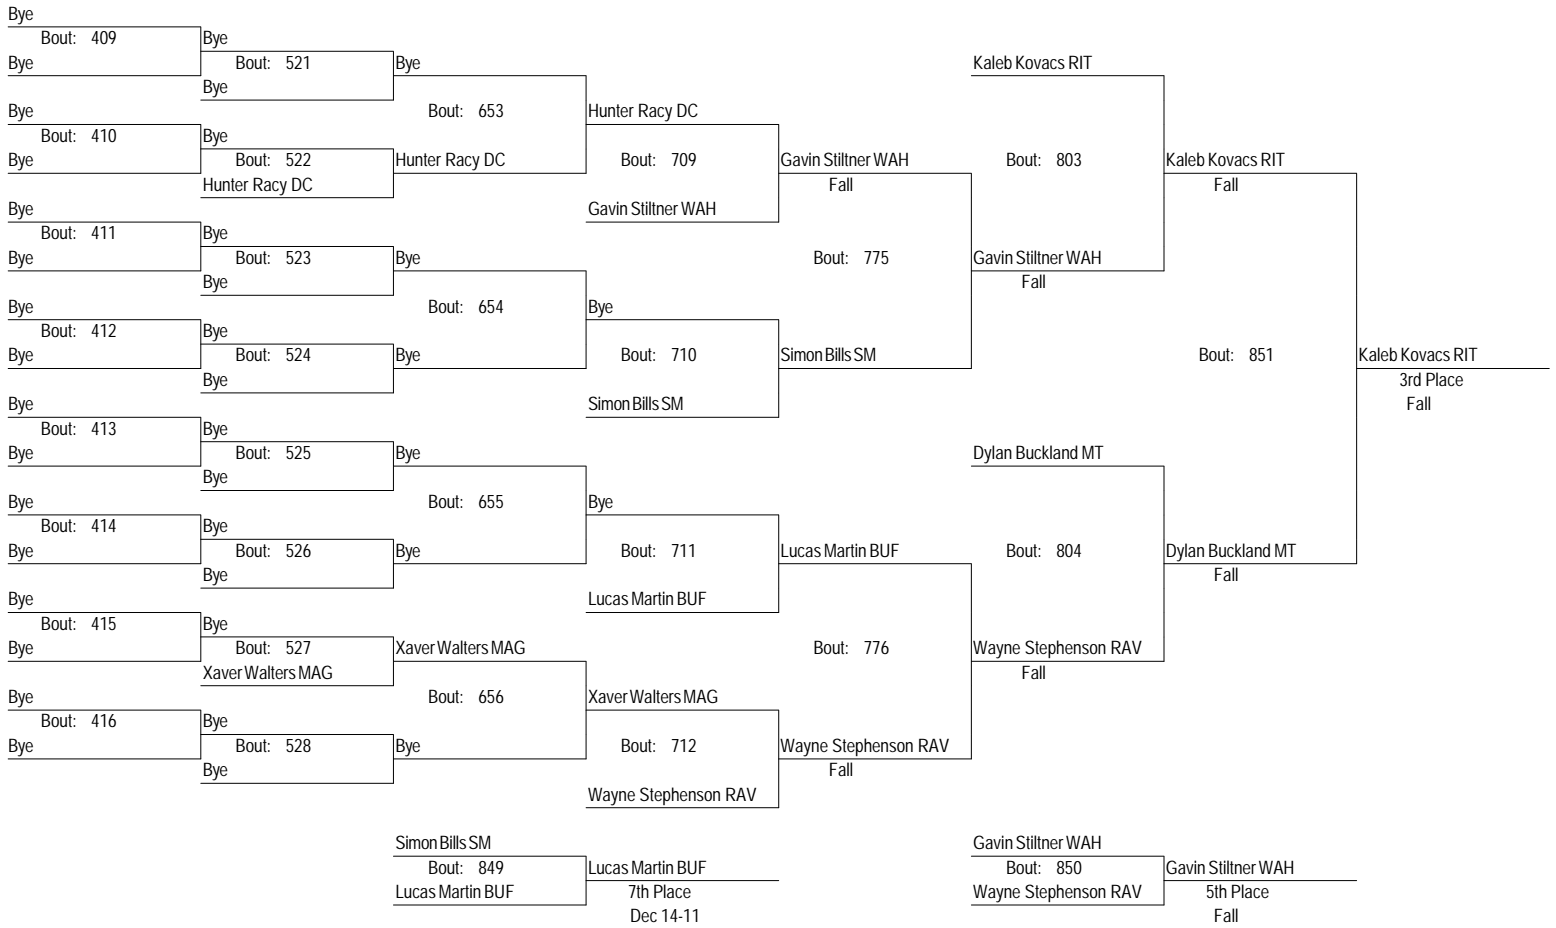 Bye
Bout: 409 Bye
Bye Bout: 521 Bye Kaleb Kovacs RIT
Bye
Bye Bout: 653 Hunter Racy DC
Bout: 410 Bye
Bye Bout: 522 Hunter Racy DC Bout: 709 Gavin Stiltner WAH Bout: 803 Kaleb Kovacs RIT
Hunter Racy DC Fall Fall
Bye Gavin Stiltner WAH
Bout: 411 Bye
Bye Bout: 523 Bye Bout: 775 Gavin Stiltner WAH
Bye Fall
Bye Bout: 654 Bye
Bout: 412 Bye
Bye Bout: 524 Bye Bout: 710 Simon Bills SM Bout: 851 Kaleb Kovacs RIT
Bye 3rd Place
Bye Simon Bills SM Fall
Bout: 413 Bye
Bye Bout: 525 Bye Dylan Buckland MT
Bye
Bye Bout: 655 Bye
Bout: 414 Bye
Bye Bout: 526 Bye Bout: 711 Lucas Martin BUF Bout: 804 Dylan Buckland MT
Bye Fall
Bye Lucas Martin BUF
Bout: 415 Bye
Bye Bout: 527 Xaver Walters MAG Bout: 776 Wayne Stephenson RAV
Xaver Walters MAG Fall
Bye Bout: 656 Xaver Walters MAG
Bout: 416 Bye
Bye Bout: 528 Bye Bout: 712 Wayne Stephenson RAV
Bye Fall
Wayne Stephenson RAV
Simon Bills SM Gavin Stiltner WAH
Bout: 849 Lucas Martin BUF Bout: 850 Gavin Stiltner WAH
Lucas Martin BUF 7th Place Wayne Stephenson RAV 5th Place
Dec 14-11 Fall